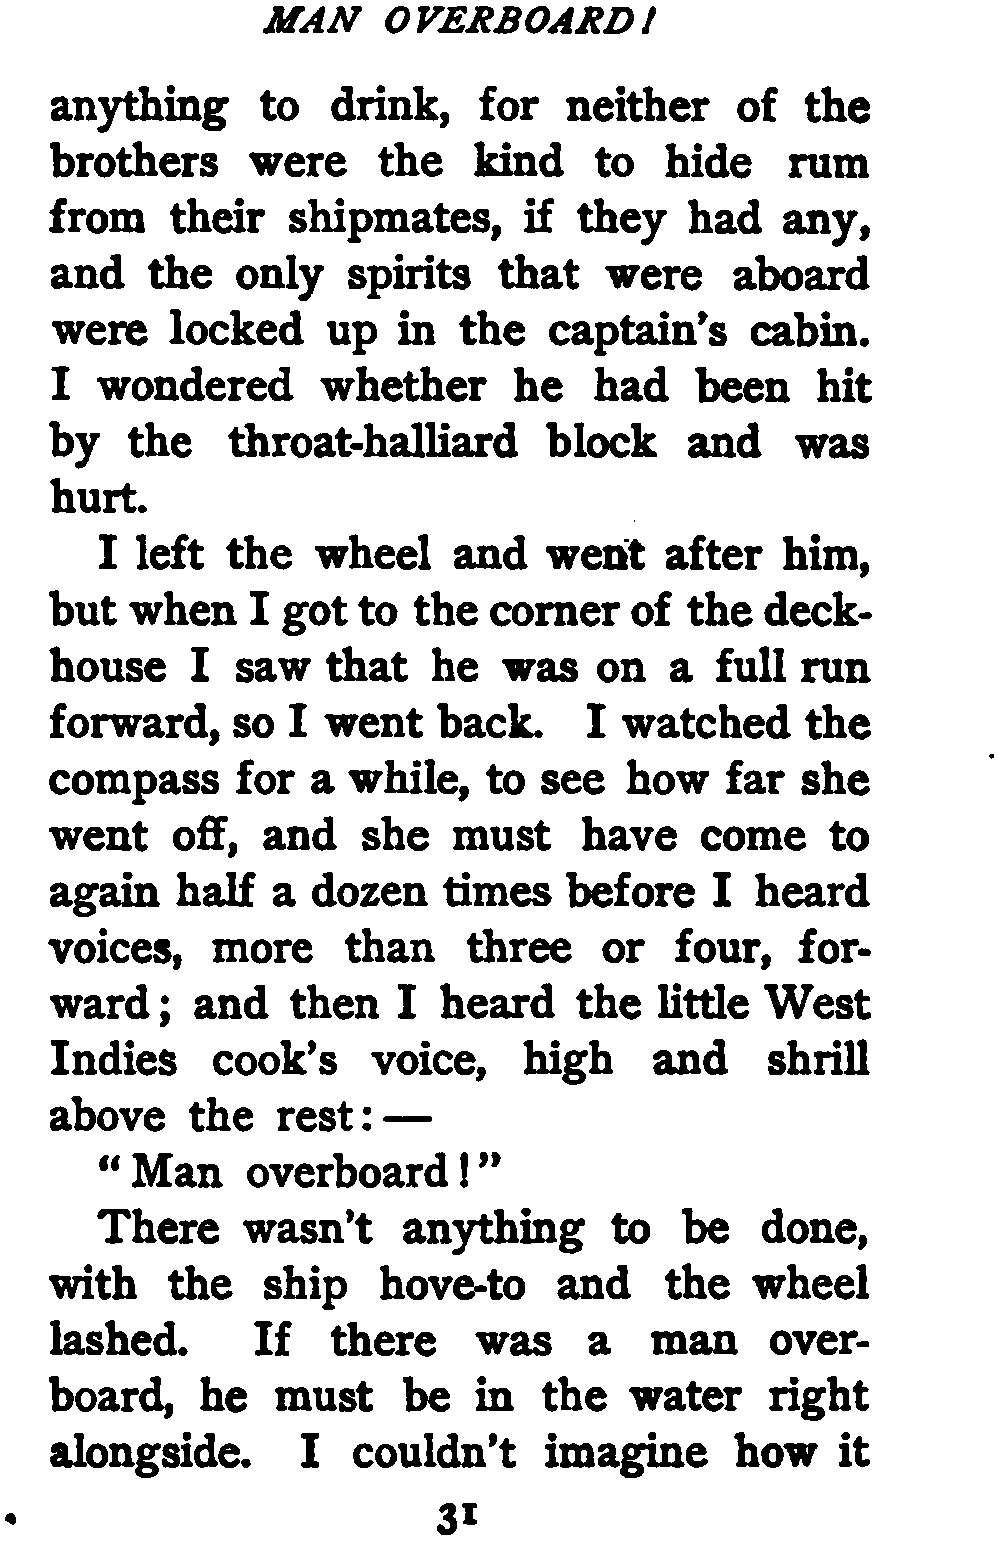 MAN OVERBOARD!
anything to drink, for neither of the
brothers were the kind to hide rum
from their shipmates, if they had any,
and the only spirits that were aboard
were locked up in the captain's cabin.
I wondered whether he had been hit
by the throat-halliard block and was
hurt.
I left the wheel and went after him,
but when I got to the corner of the deck-
house I saw that he was on a full run
forward, so I went back. I watched the
compass for a while, to see how far she
went off, and she must have come to
again half a dozen times before I heard
voices, more than three or four, for-
ward; and then I heard the little West
Indies cook's voice, high and shrill
above the rest:—
"Man overboard!"
There wasn't anything to be done,
with the ship hove-to and the wheel
lashed. If there was a man over-
board, he must be in the water right
alongside. I couldn't imagine how it
31